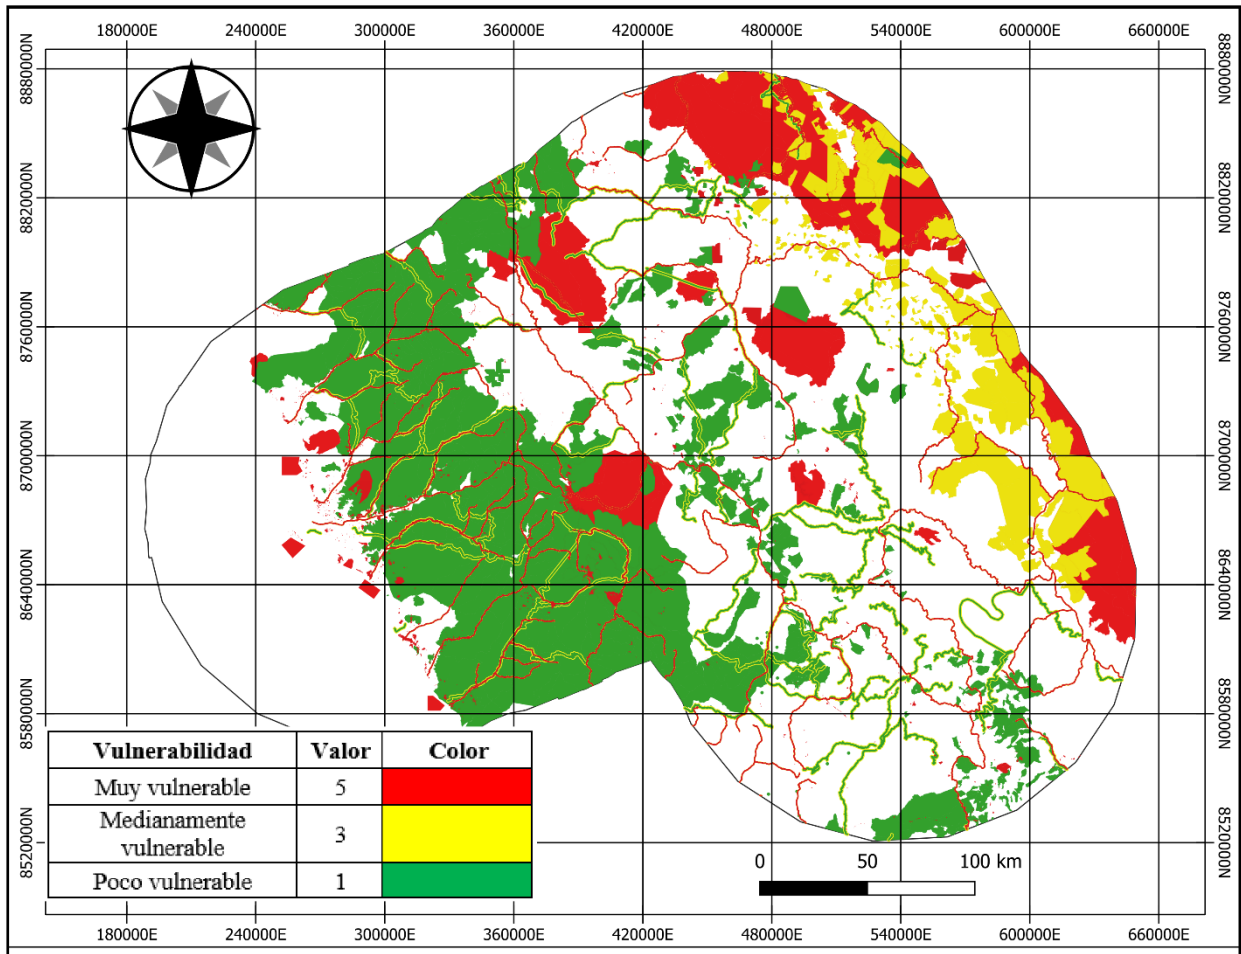 180000E 240000E 300000E 360000E 420000E 480000E 540000E 600000E 660000E
8880000N 8880000N
8820000N 8820000N
8760000N 8760000N
8700000N 8700000N
8640000N 8640000N
8580000N 8580000N
8520000N 8520000N
Vulnerabilidad Valor Color
Muy vulnerable 5
Medianamente
vulnerable 3
Poco vulnerable 1
0 50 100 km
180000E 240000E 300000E 360000E 420000E 480000E 540000E 600000E 660000E